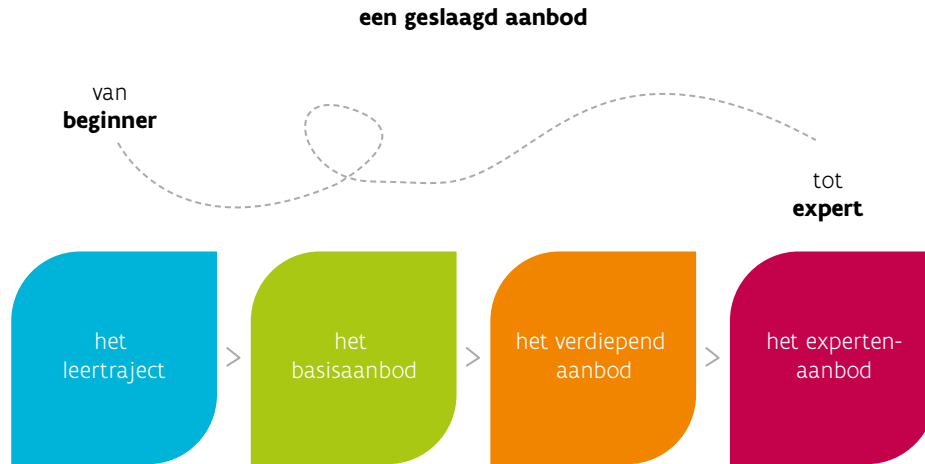 een geslaagd aanbod
van
beginner
tot
expert
het
leertraject
>
het
basisaanbod
>
het verdiepend
aanbod
>
het experten-
aanbod